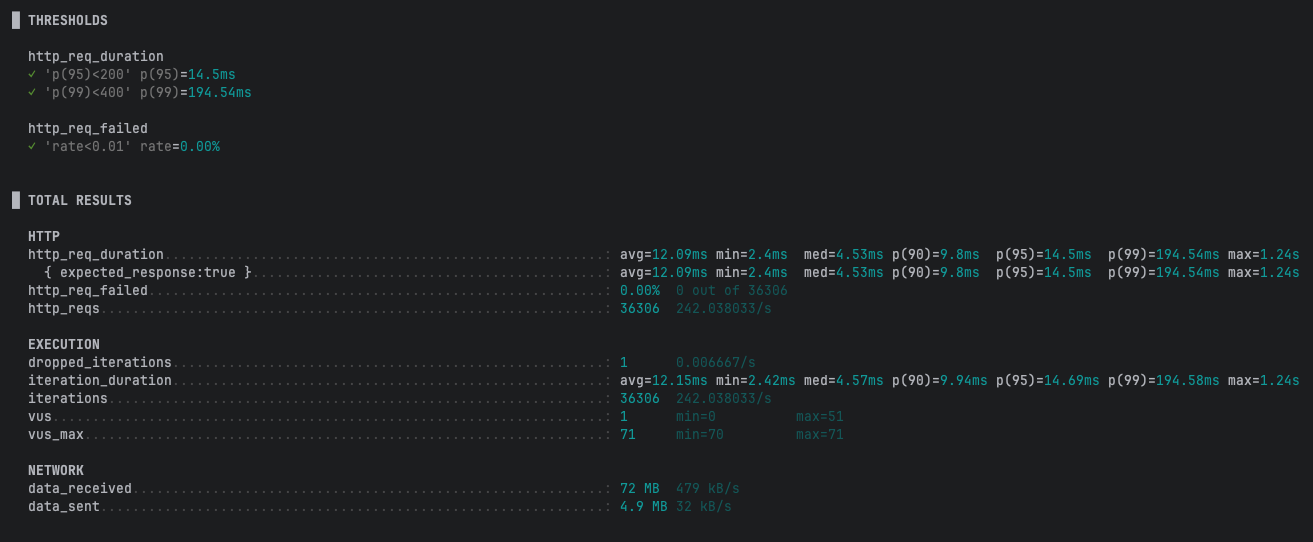 THRESHOLDS
http_req_duration
✓ 'p(95)<200' p(95)=14.5ms
✓ 'p(99)<400' p(99)=194.54ms
http_req_failed
✓ 'rate<0.01' rate=0.00%
TOTAL RESULTS
HTTP
http_req_duration.......................................................: avg=12.09ms min=2.4ms  med=4.53ms p(90)=9.8ms  p(95)=14.5ms  p(99)=194.54ms max=1.24s
{ expected_response:true }............................................: avg=12.09ms min=2.4ms  med=4.53ms p(90)=9.8ms  p(95)=14.5ms  p(99)=194.54ms max=1.24s
http_req_failed.........................................................: 0.00%  0 out of 36306
http_reqs...............................................................: 36306  242.038033/s
EXECUTION
dropped_iterations......................................................: 1      0.006667/s
iteration_duration......................................................: avg=12.15ms min=2.42ms med=4.57ms p(90)=9.94ms p(95)=14.69ms p(99)=194.58ms max=1.24s
iterations..............................................................: 36306  242.038033/s
vus.....................................................................: 1      min=0          max=51
vus_max.................................................................: 71     min=70         max=71
NETWORK
data_received...........................................................: 72 MB  479 kB/s
data_sent...............................................................: 4.9 MB 32 kB/s